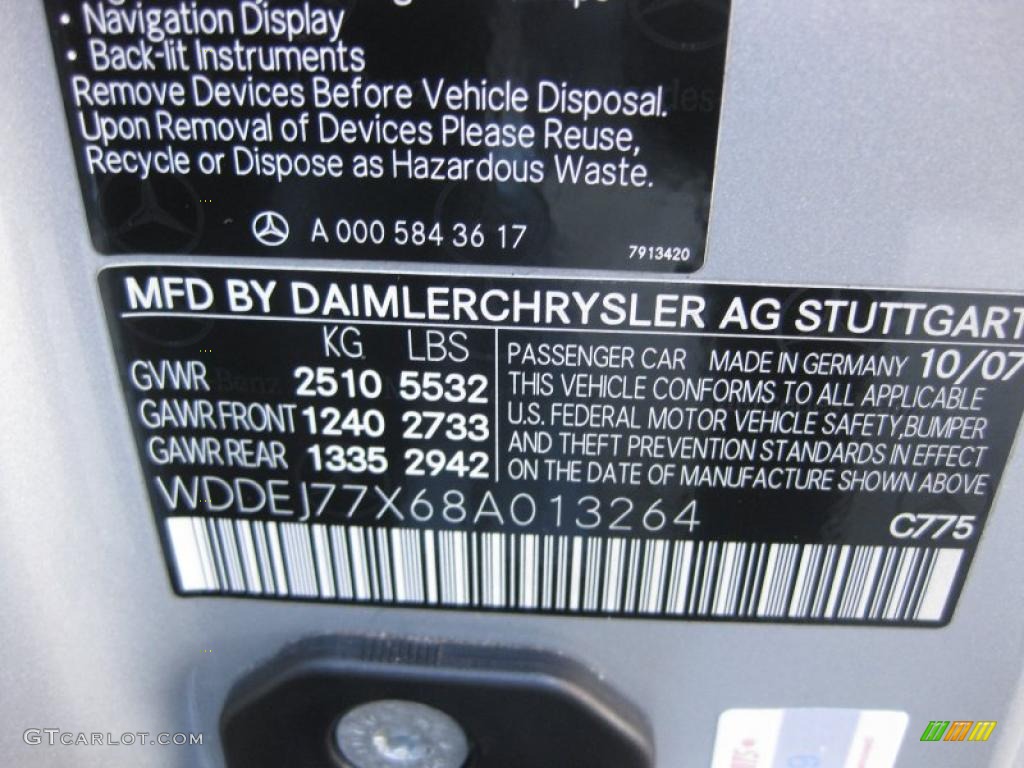 • Navigation Display
• Back-lit Instruments
Remove Devices Before Vehicle Disposal.
Upon Removal of Devices Please Reuse,
Recycle or Dispose as Hazardous Waste.
A 000 584 36 17
7913420
MFD BY DAIMLERCHRYSLER AG STUTTGART
KG LBS
GVWR 2510 5532
GAWR FRONT 1240 2733
GAWR REAR 1335 2942
PASSENGER CAR MADE IN GERMANY 10/07
THIS VEHICLE CONFORMS TO ALL APPLICABLE
U.S. FEDERAL MOTOR VEHICLE SAFETY, BUMPER
AND THEFT PREVENTION STANDARDS IN EFFECT
ON THE DATE OF MANUFACTURE SHOWN ABOVE
WDDEJ77X68A013264
C775
GTCARLOT.COM